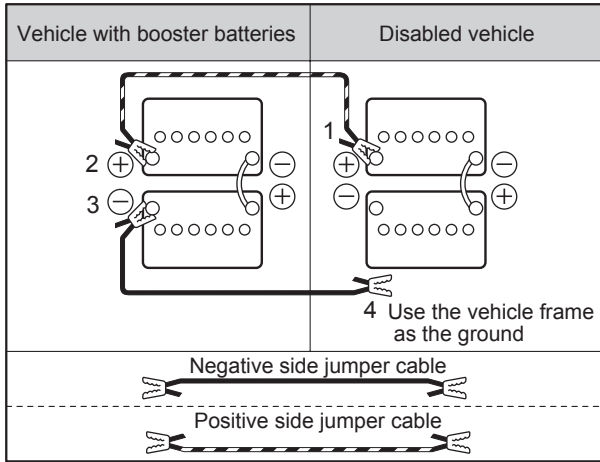 Vehicle with booster batteries
Disabled vehicle
1
2 + −
3 − +
+ −
− +
4 Use the vehicle frame
as the ground
Negative side jumper cable
Positive side jumper cable